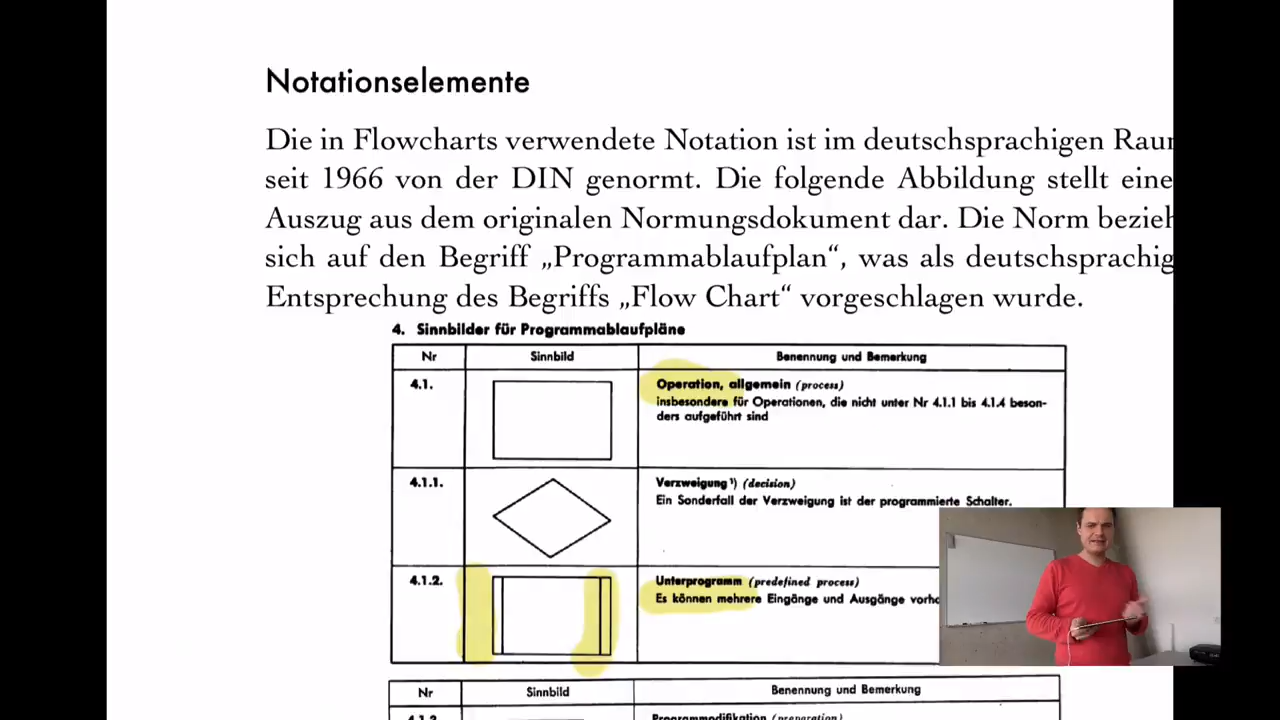 Notationselemente
Die in Flowcharts verwendete Notation ist im deutschsprachigen
seit 1966 von der DIN genormt. Die folgende Abbildung stellt eine
Auszug aus dem originalen Normungsdokument dar. Die Norm bezieh
sich auf den Begriff „Programmablaufplan“, was als deutschsprachig
Entsprechung des Begriffs „Flow Chart“ vorgeschlagen wurde.
4. Sinnbilder für Programmablaufpläne
Nr Sinnbild Benennung und Bemerkung
4.1. Operation, allgemein (process)
insbesondere für Operationen, die nicht unter Nr 4.1.1 bis 4.1.4 beson-
ders aufgeführt sind
4.1.1. Verzweigung ¹) (decision)
Ein Sonderfall der Verzweigung ist der programmierte Schalter.
4.1.2. Unterprogramm (predefined process)
Es können mehrere Eingänge und Ausgänge vorha
Nr Sinnbild Benennung und Bemerkung
4.1.3. Programmodifikation (preparation)